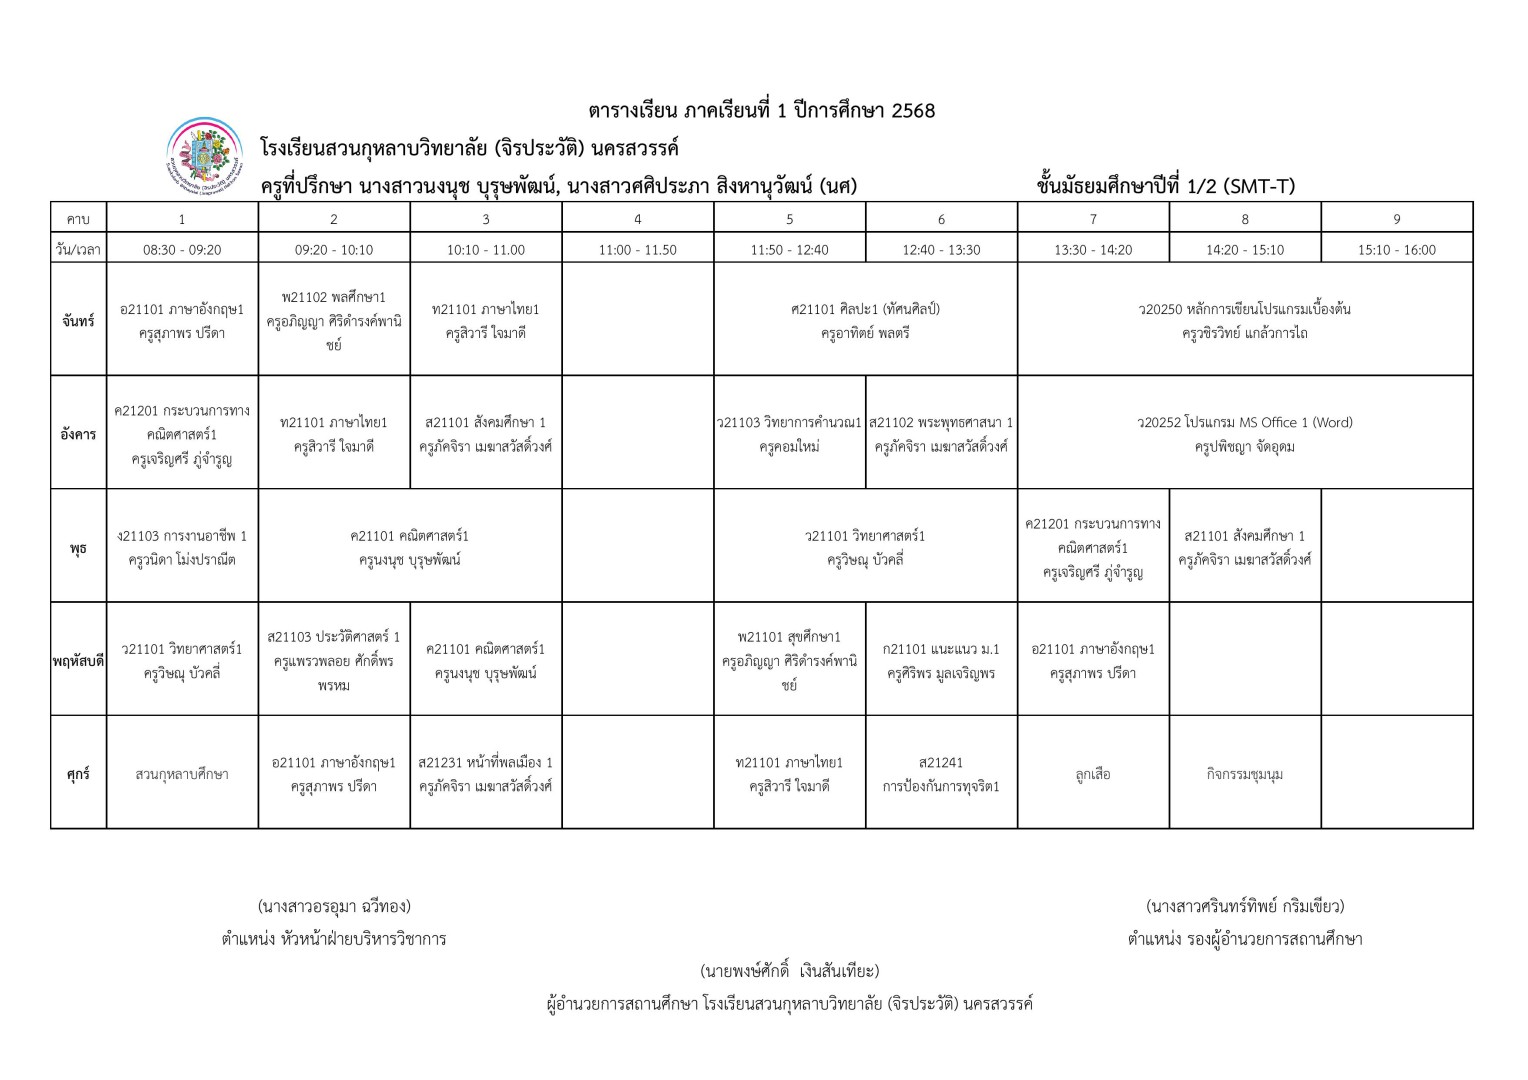 ตารางเรียน ภาคเรียนที่ 1 ปีการศึกษา 2568
โรงเรียนสวนกุหลาบวิทยาลัย (จิรประวัติ) นครสวรรค์
ครูที่ปรึกษา นางสาวนงนุช บุรุษพัฒน์, นางสาวศศิประภา สิงหานุวัฒน์ (นศ) ชั้นมัธยมศึกษาปีที่ 1/2 (SMT-T)
คาบ 1 2 3 4 5 6 7 8 9
วัน/เวลา 08:30 - 09:20 09:20 - 10:10 10:10 - 11.00 11:00 - 11.50 11:50 - 12:40 12:40 - 13:30 13:30 - 14:20 14:20 - 15:10 15:10 - 16:00
จันทร์
อ21101 ภาษาอังกฤษ1
ครูสุภาพร ปรีดา
พ21102 พลศึกษา1
ครูอภิญญา ศิริดำรงค์พานิ
ชย์
ท21101 ภาษาไทย1
ครูสิวารี ใจมาดี
ศ21101 ศิลปะ1 (ทัศนศิลป์)
ครูอาทิตย์ พลตรี
ว20250 หลักการเขียนโปรแกรมเบื้องต้น
ครูวชิรวิทย์ แกล้วการไถ
อังคาร
ค21201 กระบวนการทาง
คณิตศาสตร์1
ครูเจริญศรี ภู่จำรูญ
ท21101 ภาษาไทย1
ครูสิวารี ใจมาดี
ส21101 สังคมศึกษา 1
ครูภัคจิรา เมฆาสวัสดิ์วงศ์
ว21103 วิทยาการคำนวณ1
ครูคอมใหม่
ส21102 พระพุทธศาสนา 1
ครูภัคจิรา เมฆาสวัสดิ์วงศ์
ว20252 โปรแกรม MS Office 1 (Word)
ครูปพิชญา จัดอุดม
พุธ
ง21103 การงานอาชีพ 1
ครูวนิดา โม่งปราณีต
ค21101 คณิตศาสตร์1
ครูนงนุช บุรุษพัฒน์
ว21101 วิทยาศาสตร์1
ครูวิษณุ บัวคลี่
ค21201 กระบวนการทาง
คณิตศาสตร์1
ครูเจริญศรี ภู่จำรูญ
ส21101 สังคมศึกษา 1
ครูภัคจิรา เมฆาสวัสดิ์วงศ์
พฤหัสบดี
ว21101 วิทยาศาสตร์1
ครูวิษณุ บัวคลี่
ส21103 ประวัติศาสตร์ 1
ครูแพรวพลอย ศักดิ์พร
พรหม
ค21101 คณิตศาสตร์1
ครูนงนุช บุรุษพัฒน์
พ21101 สุขศึกษา1
ครูอภิญญา ศิริดำรงค์พานิ
ชย์
ก21101 แนะแนว ม.1
ครูศิริพร มูลเจริญพร
อ21101 ภาษาอังกฤษ1
ครูสุภาพร ปรีดา
ศุกร์
สวนกุหลาบศึกษา
อ21101 ภาษาอังกฤษ1
ครูสุภาพร ปรีดา
ส21231 หน้าที่พลเมือง 1
ครูภัคจิรา เมฆาสวัสดิ์วงศ์
ท21101 ภาษาไทย1
ครูสิวารี ใจมาดี
ส21241
การป้องกันการทุจริต1
ลูกเสือ
กิจกรรมชุมนุม
(นางสาวอรอุมา ฉวีทอง) (นางสาวศรินทร์ทิพย์ กริมเขียว)
ตำแหน่ง หัวหน้าฝ่ายบริหารวิชาการ ตำแหน่ง รองผู้อำนวยการสถานศึกษา
(นายพงษ์ศักดิ์ เงินสันเทียะ)
ผู้อำนวยการสถานศึกษา โรงเรียนสวนกุหลาบวิทยาลัย (จิรประวัติ) นครสวรรค์